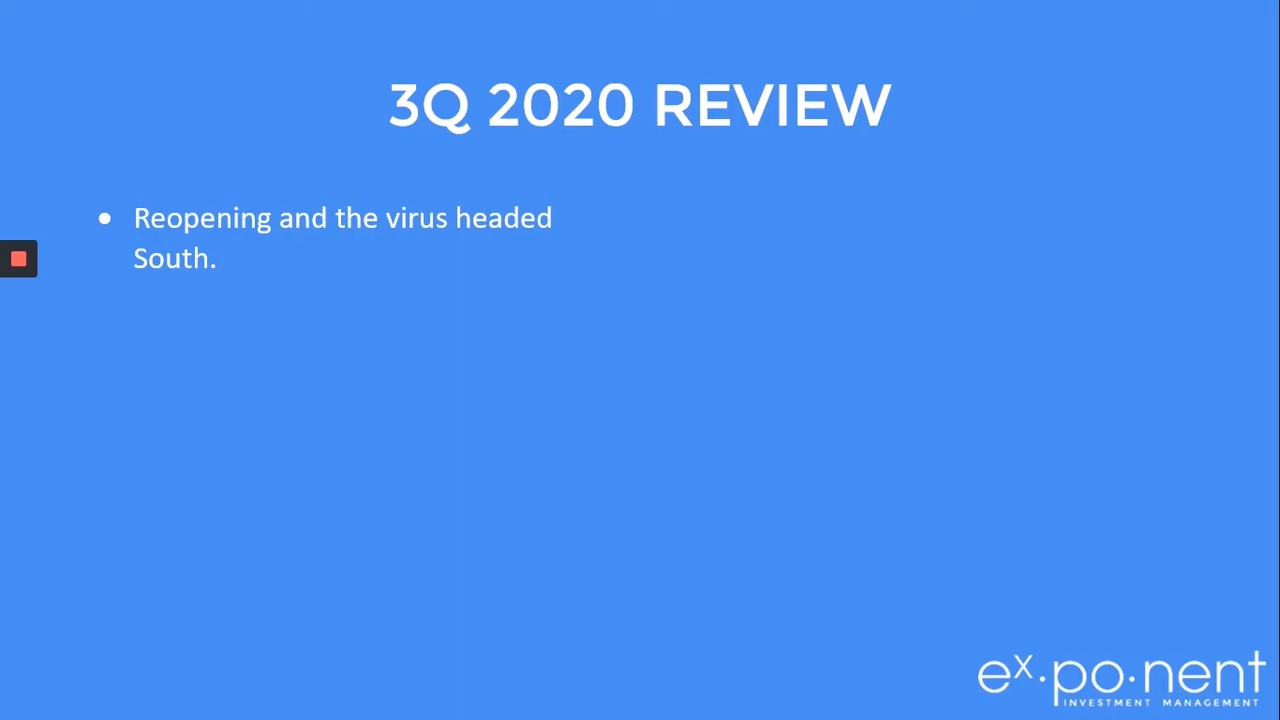 3Q 2020 REVIEW
● Reopening and the virus headed
South.
ex·po·nent
INVESTMENT MANAGEMENT